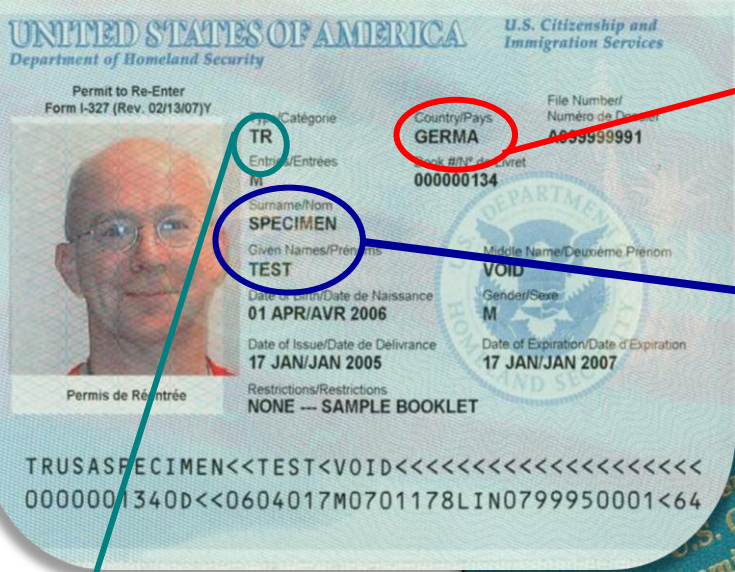 UNITED STATES OF AMERICA
Department of Homeland Security
U.S. Citizenship and
Immigration Services
Permit to Re-Enter
Form I-327 (Rev. 02/13/07)Y
Type/Catégorie
TR
Country/Pays
GERMA
File Number/
Numéro de Dossier
A099999991
Entries/Entrées
M
Book #/Nº de Livret
000000134
Surname/Nom
SPECIMEN
Given Names/Prénoms
TEST
Middle Name/Deuxième Prénom
VOID
Date of Birth/Date de Naissance
01 APR/AVR 2006
Gender/Sexe
M
Date of Issue/Date de Délivrance
17 JAN/JAN 2005
Date of Expiration/Date d'Expiration
17 JAN/JAN 2007
Permis de Réentrée
Restrictions/Restrictions
NONE --- SAMPLE BOOKLET
TRUSASPECIMEN<<TEST<VOID<<<<<<<<<<<<<<<<<<<<
0000001340D<<0604017M0701178LIN0799950001<64
U.S.